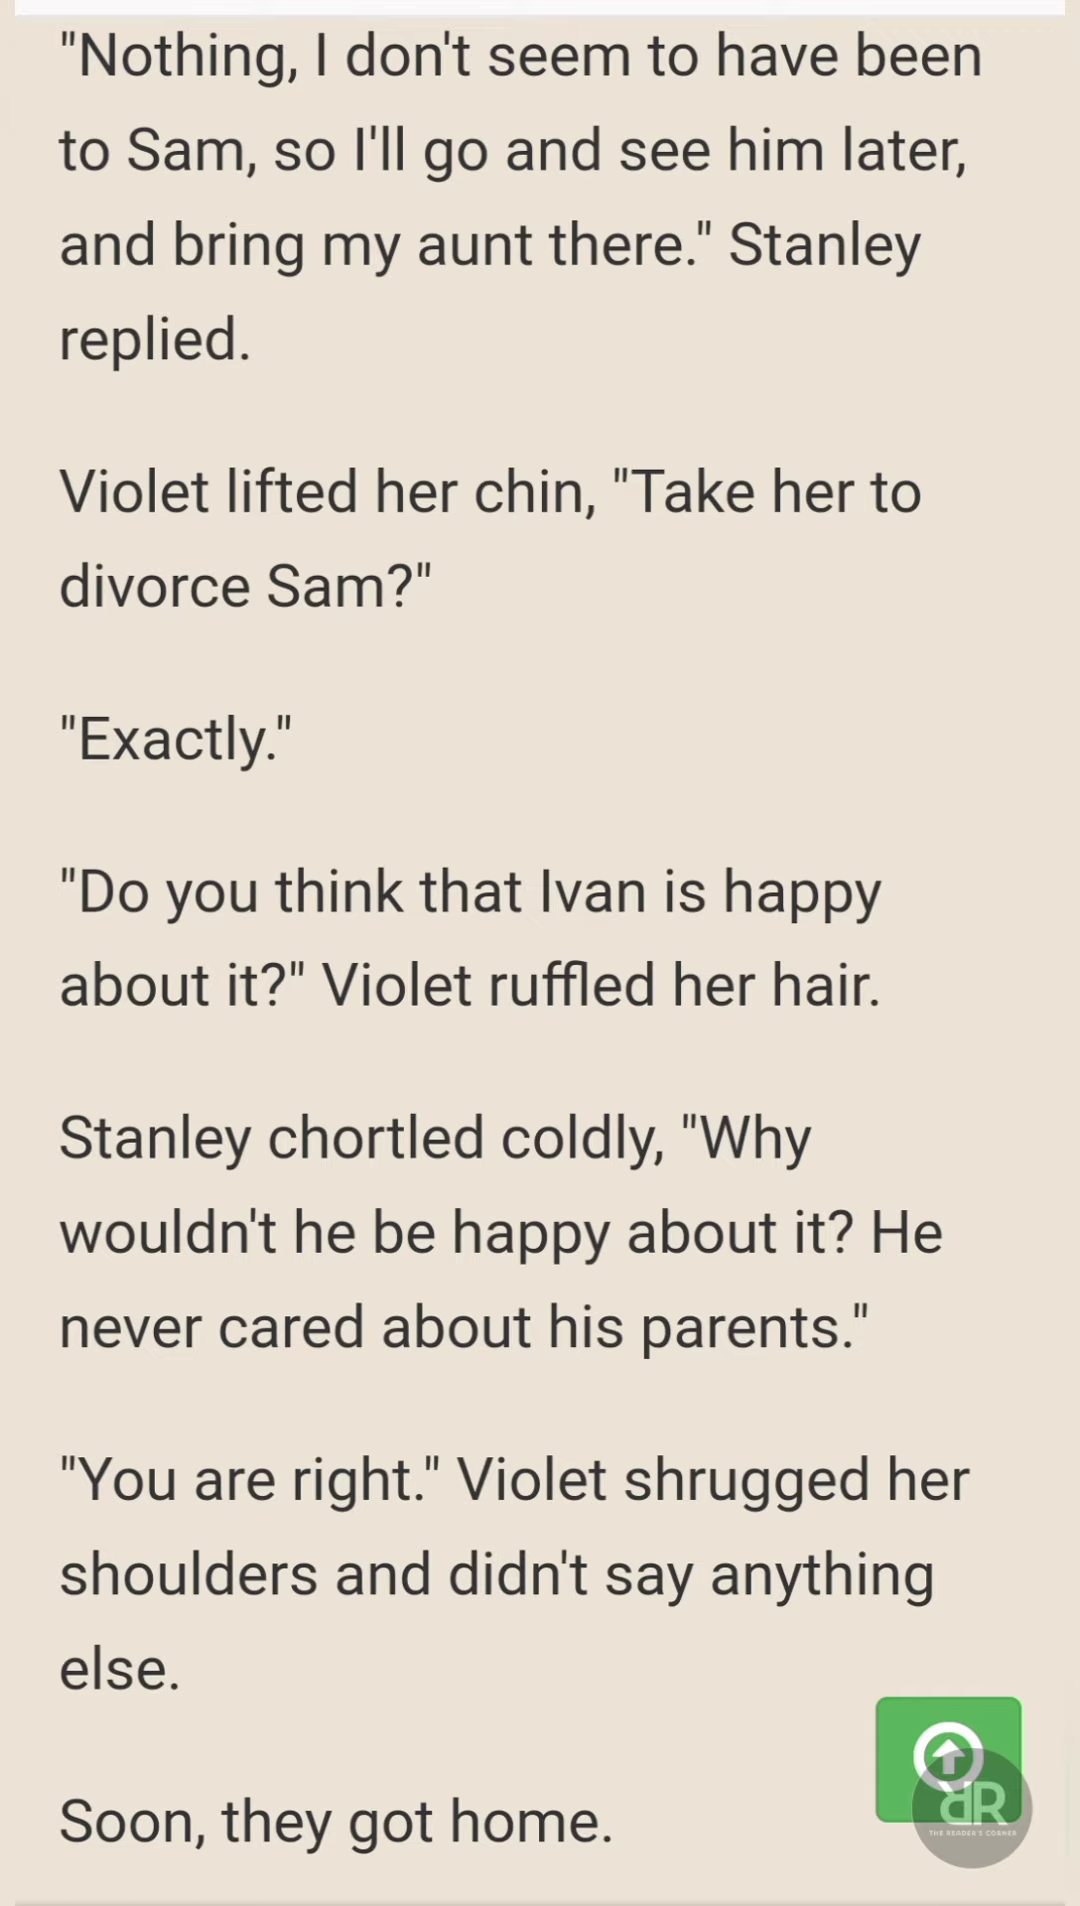 "Nothing, I don't seem to have been
to Sam, so I'll go and see him later,
and bring my aunt there." Stanley
replied.
Violet lifted her chin, "Take her to
divorce Sam?"
"Exactly."
"Do you think that Ivan is happy
about it?" Violet ruffled her hair.
Stanley chortled coldly, "Why
wouldn't he be happy about it? He
never cared about his parents."
"You are right." Violet shrugged her
shoulders and didn't say anything
else.
Soon, they got home.
RR
THE READER'S CORNER